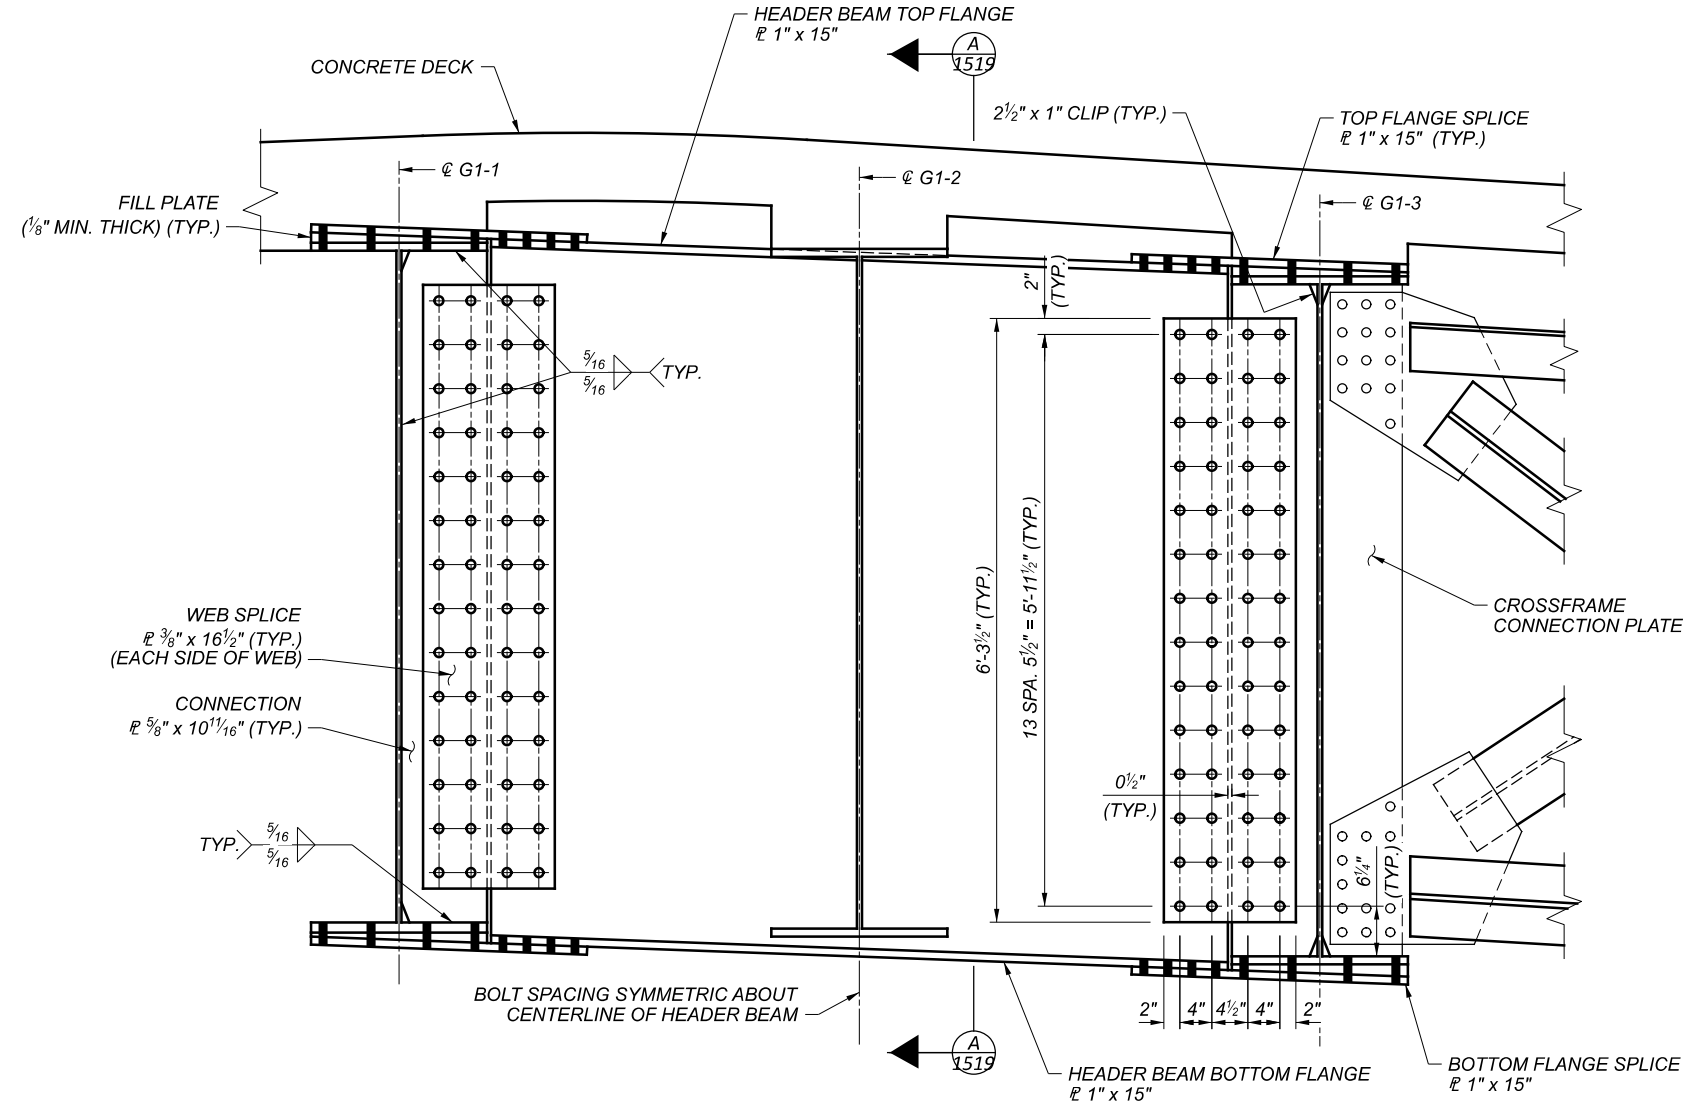 HEADER BEAM TOP FLANGE
℄ 1" x 15"
A
1519
CONCRETE DECK
2½" x 1" CLIP (TYP.)
TOP FLANGE SPLICE
PL 1" x 15" (TYP.)
℄ G1-1
℄ G1-2
℄ G1-3
FILL PLATE
(⅛" MIN. THICK) (TYP.)
2"
(TYP.)
5/16
5/16
TYP.
6'-3½" (TYP.)
13 SPA. 5½" = 5'-11½" (TYP.)
WEB SPLICE
PL ⅜" x 16½" (TYP.)
(EACH SIDE OF WEB)
CROSSFRAME
CONNECTION PLATE
CONNECTION
PL ⅝" x 10 11/16" (TYP.)
0½"
(TYP.)
TYP.
5/16
5/16
6¼"
(TYP.)
BOLT SPACING SYMMETRIC ABOUT
CENTERLINE OF HEADER BEAM
2" 4" 4½" 4" 2"
A
1519
HEADER BEAM BOTTOM FLANGE
PL 1" x 15"
BOTTOM FLANGE SPLICE
PL 1" x 15"